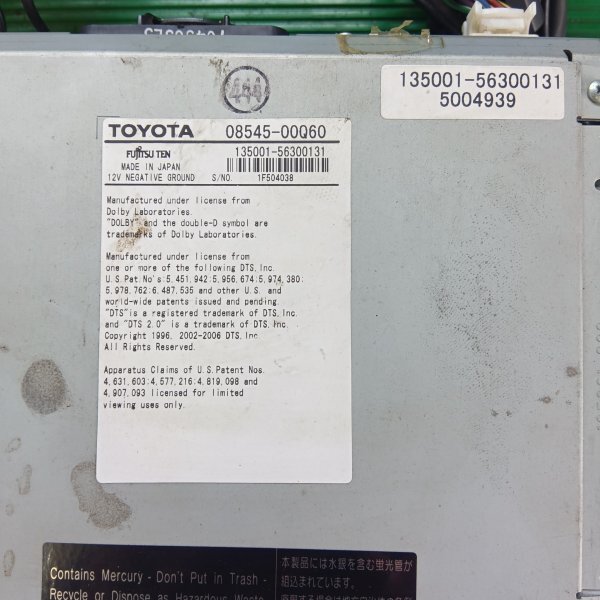 135001-56300131
5004939
444
TOYOTA 08545-00Q60
FUJITSU TEN 135001-56300131
MADE IN JAPAN
12V NEGATIVE GROUND S/NO. 1F504038
Manufactured under license from
Dolby Laboratories.
"DOLBY" and the double-D symbol are
trademarks of Dolby Laboratories.
Manufactured under license from
one or more of the following DTS, Inc.
U.S.Pat No's:5,451,942;5,956,674;5,974,380;
5,978,762;6,487,535 and other U.S. and
world-wide patents issued and pending.
"DTS"is a registered trademark of DTS, Inc.
and "DTS 2.0" is a trademark of DTS, Inc.
Copyright 1996, 2002-2006 DTS, Inc.
All Rights Reserved.
Apparatus Claims of U.S.Patent Nos.
4,631,603;4,577,216;4,819,098 and
4,907,093 licensed for limited
viewing uses only.
Contains Mercury - Don't Put in Trash -
Recycle or Dispose as Hazardous Waste
本製品には水銀を含む蛍光管が
組込まれています。